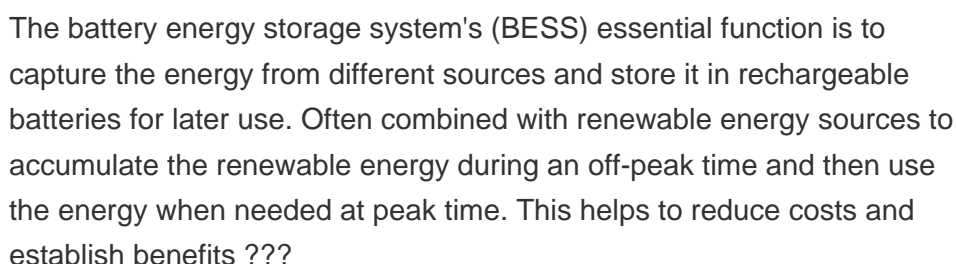 The battery energy storage system's (BESS) essential function is to
capture the energy from different sources and store it in rechargeable
batteries for later use. Often combined with renewable energy sources to
accumulate the renewable energy during an off-peak time and then use
the energy when needed at peak time. This helps to reduce costs and
establish benefits ???